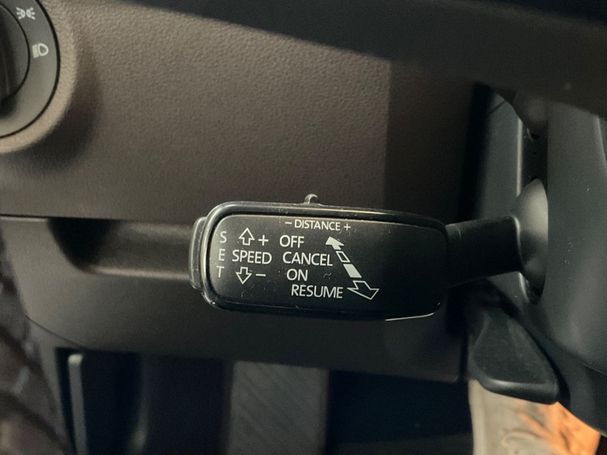 − DISTANCE +
S + OFF
E SPEED CANCEL
T − ON
RESUME